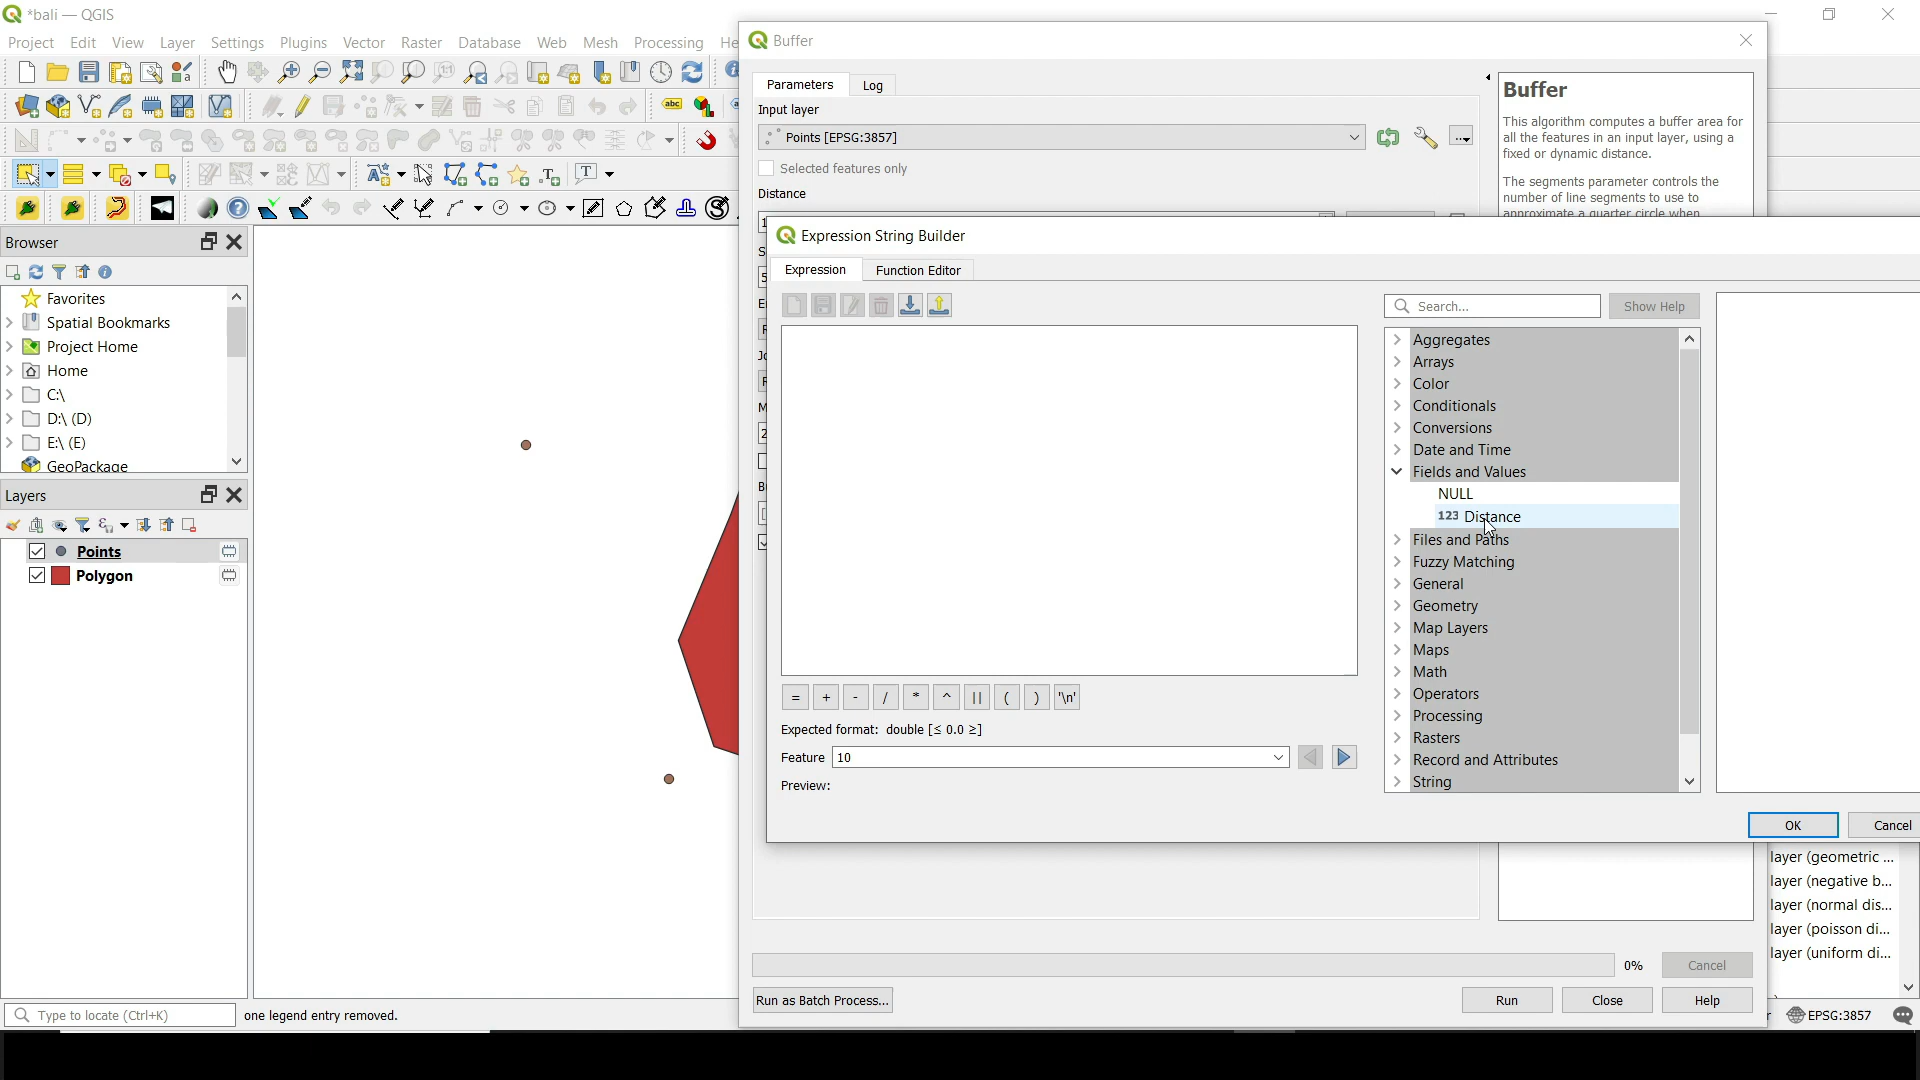 *bali — QGIS
Project Edit View Layer Settings Plugins Vector Raster Database Web Mesh Processing He
Browser
Favorites
Spatial Bookmarks
Project Home
Home
C:\
D:\ (D)
E:\ (E)
GeoPackage
Layers
Points
Polygon
Type to locate (Ctrl+K)
one legend entry removed.
Buffer
Parameters Log
Input layer
Points [EPSG:3857]
Selected features only
Distance
Buffer
This algorithm computes a buffer area for
all the features in an input layer, using a
fixed or dynamic distance.
The segments parameter controls the
number of line segments to use to
approximate a quarter circle when
Expression String Builder
Expression Function Editor
Search...
Show Help
Aggregates
Arrays
Color
Conditionals
Conversions
Date and Time
Fields and Values
NULL
123 Distance
Files and Paths
Fuzzy Matching
General
Geometry
Map Layers
Maps
Math
Operators
Processing
Rasters
Record and Attributes
String
= + - / * ^ || ( ) '\n'
Expected format: double [≤ 0.0 ≥]
Feature 10
Preview:
OK Cancel
layer (geometric ...
layer (negative b...
layer (normal dis...
layer (poisson di...
layer (uniform di...
0% Cancel
Run as Batch Process... Run Close Help
EPSG:3857